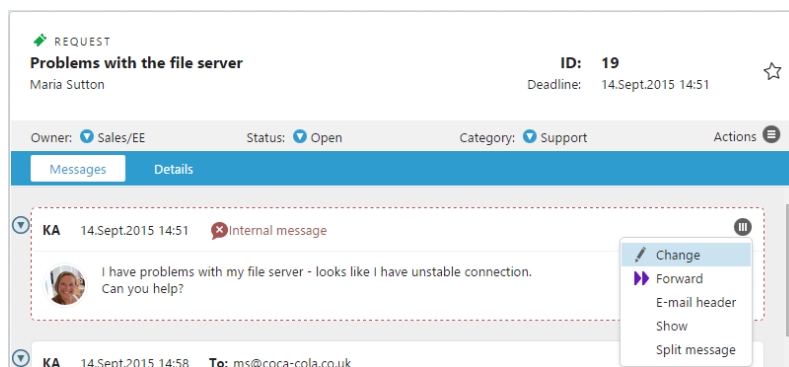 REQUEST
Problems with the file server ID: 19
Maria Sutton Deadline: 14.Sept.2015 14:51
Owner: Sales/EE Status: Open Category: Support Actions
Messages Details
KA 14.Sept.2015 14:51 Internal message
I have problems with my file server - looks like I have unstable connection.
Can you help?
Change
Forward
E-mail header
Show
Split message
KA 14.Sept.2015 14:58 To: ms@coca-cola.co.uk